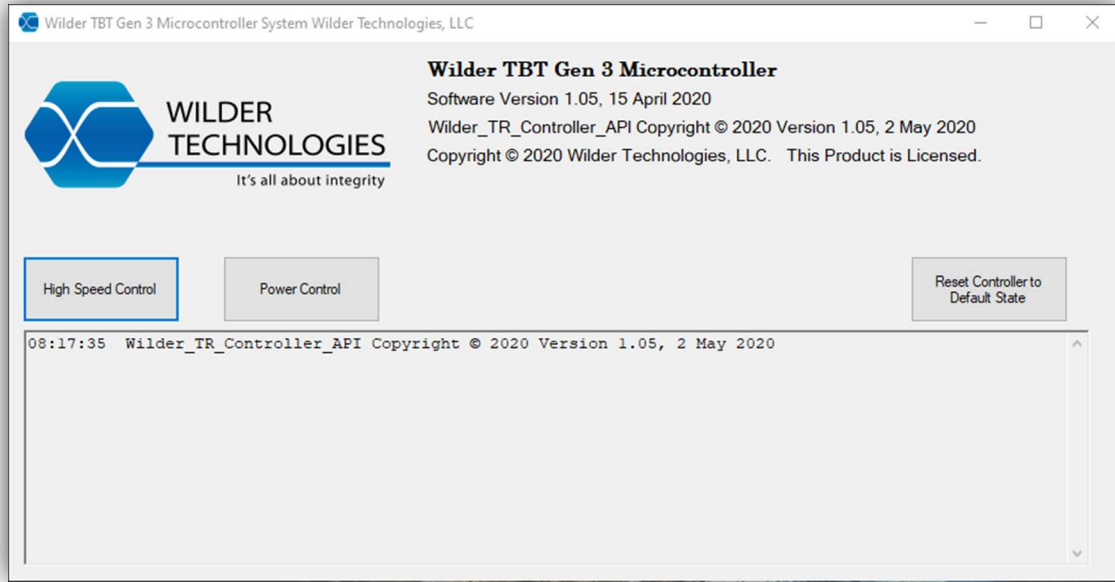 Wilder TBT Gen 3 Microcontroller System Wilder Technologies, LLC
WILDER
TECHNOLOGIES
It's all about integrity
Wilder TBT Gen 3 Microcontroller
Software Version 1.05, 15 April 2020
Wilder_TR_Controller_API Copyright © 2020 Version 1.05, 2 May 2020
Copyright © 2020 Wilder Technologies, LLC. This Product is Licensed.
High Speed Control
Power Control
Reset Controller to
Default State
08:17:35 Wilder_TR_Controller_API Copyright © 2020 Version 1.05, 2 May 2020